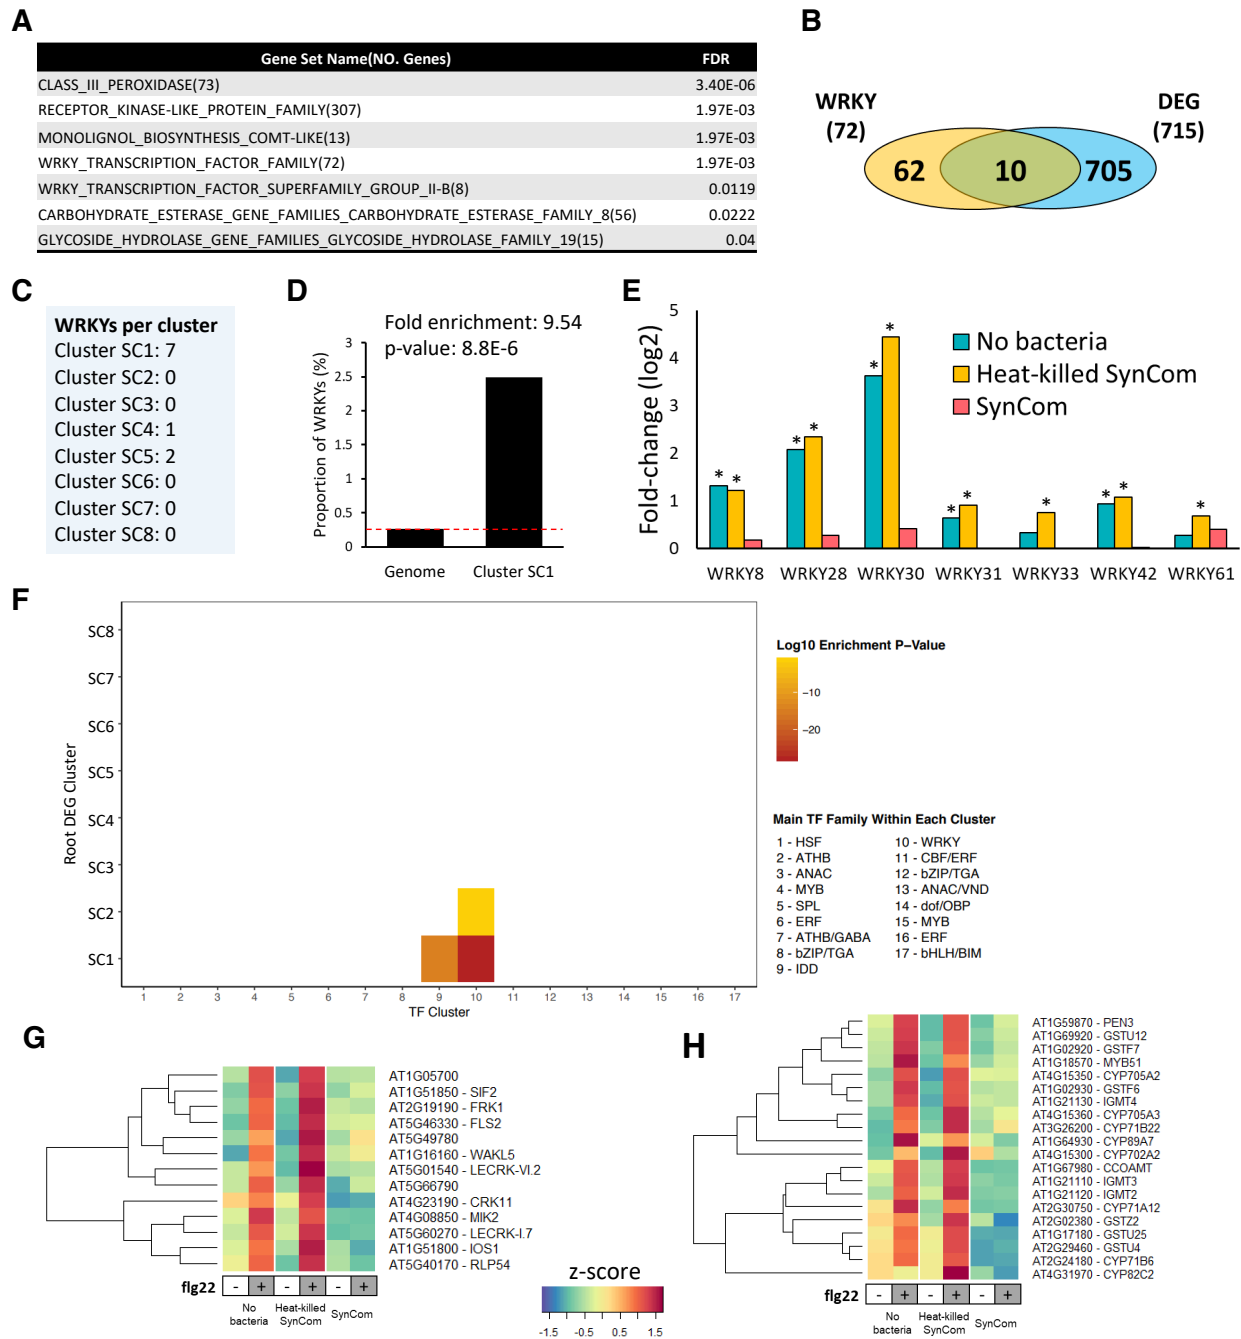 A
Gene Set Name(NO. Genes) FDR
CLASS_III_PEROXIDASE(73) 3.40E-06
RECEPTOR_KINASE-LIKE_PROTEIN_FAMILY(307) 1.97E-03
MONOLIGNOL_BIOSYNTHESIS_COMT-LIKE(13) 1.97E-03
WRKY_TRANSCRIPTION_FACTOR_FAMILY(72) 1.97E-03
WRKY_TRANSCRIPTION_FACTOR_SUPERFAMILY_GROUP_II-B(8) 0.0119
CARBOHYDRATE_ESTERASE_GENE_FAMILIES_CARBOHYDRATE_ESTERASE_FAMILY_8(56) 0.0222
GLYCOSIDE_HYDROLASE_GENE_FAMILIES_GLYCOSIDE_HYDROLASE_FAMILY_19(15) 0.04
B
WRKY
(72)
DEG
(715)
62 10 705
C
WRKYs per cluster
Cluster SC1: 7
Cluster SC2: 0
Cluster SC3: 0
Cluster SC4: 1
Cluster SC5: 2
Cluster SC6: 0
Cluster SC7: 0
Cluster SC8: 0
D
Fold enrichment: 9.54
p-value: 8.8E-6
Proportion of WRKYs (%)
3
2.5
2
1.5
1
0.5
0
Genome Cluster SC1
E
Fold-change (log2)
5
4
3
2
1
0
No bacteria
Heat-killed SynCom
SynCom
* * * * * * * * * * * *
WRKY8 WRKY28 WRKY30 WRKY31 WRKY33 WRKY42 WRKY61
F
Root DEG Cluster
SC8
SC7
SC6
SC5
SC4
SC3
SC2
SC1
1 2 3 4 5 6 7 8 9 10 11 12 13 14 15 16 17
TF Cluster
Log10 Enrichment P-Value
-10
-20
Main TF Family Within Each Cluster
1 - HSF
2 - ATHB
3 - ANAC
4 - MYB
5 - SPL
6 - ERF
7 - ATHB/GABA
8 - bZIP/TGA
9 - IDD
10 - WRKY
11 - CBF/ERF
12 - bZIP/TGA
13 - ANAC/VND
14 - dof/OBP
15 - MYB
16 - ERF
17 - bHLH/BIM
G
AT1G05700
AT1G51850 - SIF2
AT2G19190 - FRK1
AT5G46330 - FLS2
AT5G49780
AT1G16160 - WAKL5
AT5G01540 - LECRK-VI.2
AT5G66790
AT4G23190 - CRK11
AT4G08850 - MIK2
AT5G60270 - LECRK-I.7
AT1G51800 - IOS1
AT5G40170 - RLP54
flg22 - + - + - +
No bacteria
Heat-killed SynCom
SynCom
z-score
-1.5 -0.5 0.5 1.5
H
AT1G59870 - PEN3
AT1G69920 - GSTU12
AT1G02920 - GSTF7
AT1G18570 - MYB51
AT4G15350 - CYP705A2
AT1G02930 - GSTF6
AT1G21130 - IGMT4
AT4G15360 - CYP705A3
AT3G26200 - CYP71B22
AT1G64930 - CYP89A7
AT4G15300 - CYP702A2
AT1G67980 - CCOAMT
AT1G21110 - IGMT3
AT1G21120 - IGMT2
AT2G30750 - CYP71A12
AT2G02380 - GSTZ2
AT1G17180 - GSTU25
AT2G29460 - GSTU4
AT2G24180 - CYP71B6
AT4G31970 - CYP82C2
flg22 - + - + - +
No bacteria
Heat-killed SynCom
SynCom